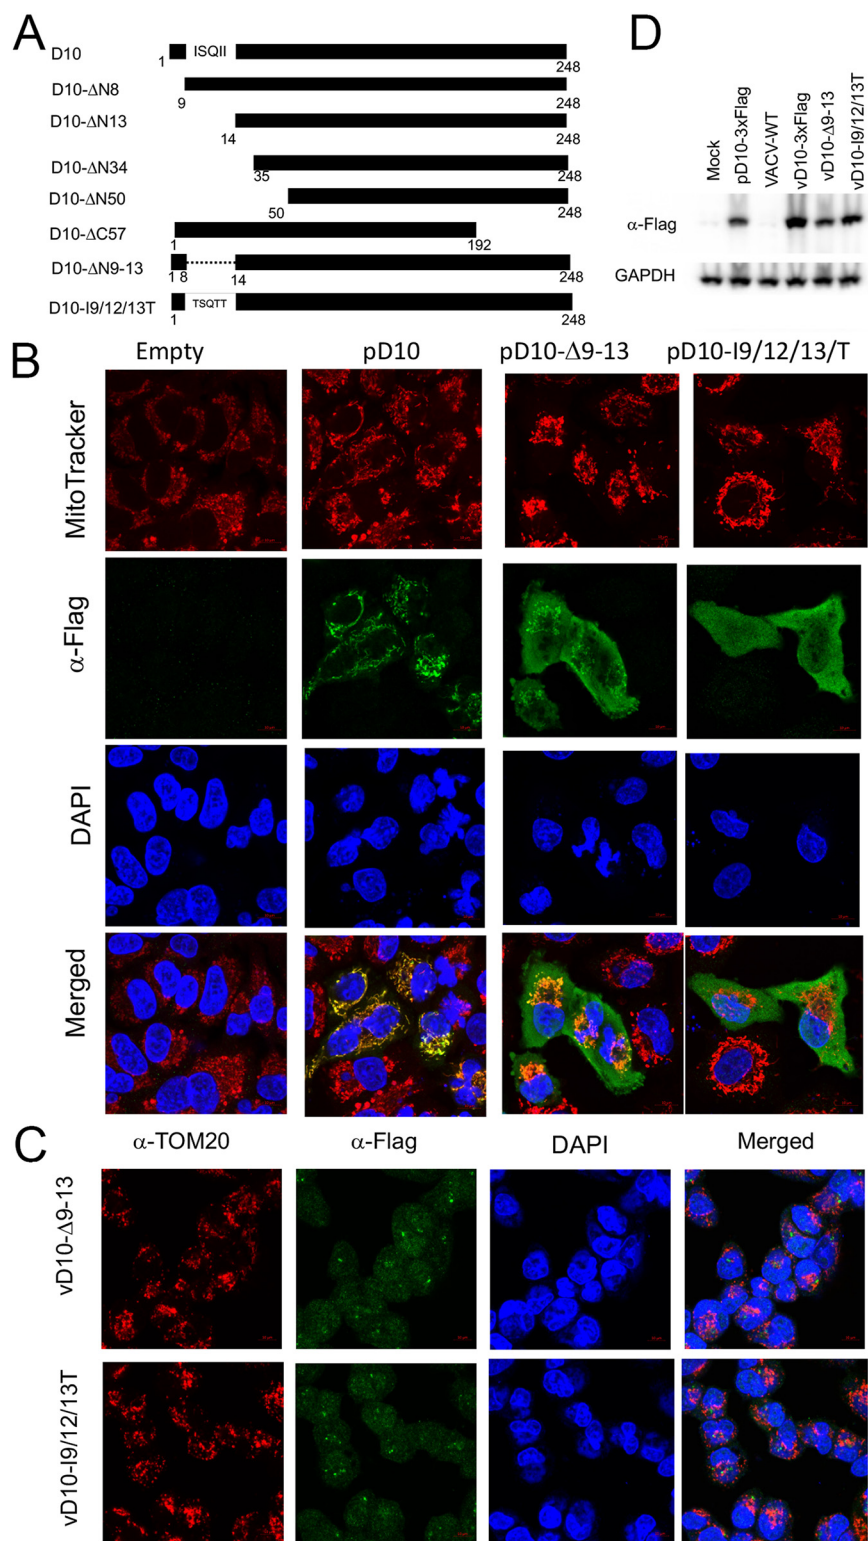 A
D10
ISQII
1
248
D10-ΔN8
9
248
D10-ΔN13
14
248
D10-ΔN34
35
248
D10-ΔN50
50
248
D10-ΔC57
1
192
D10-ΔN9-13
1 8
14
248
D10-I9/12/13T
TSQTT
1
248
D
Mock
pD10-3xFlag
VACV-WT
vD10-3xFlag
vD10-Δ9-13
vD10-I9/12/13T
α-Flag
GAPDH
B
Empty
pD10
pD10-Δ9-13
pD10-I9/12/13/T
MitoTracker
α-Flag
DAPI
Merged
C
α-TOM20
α-Flag
DAPI
Merged
vD10-Δ9-13
vD10-I9/12/13T